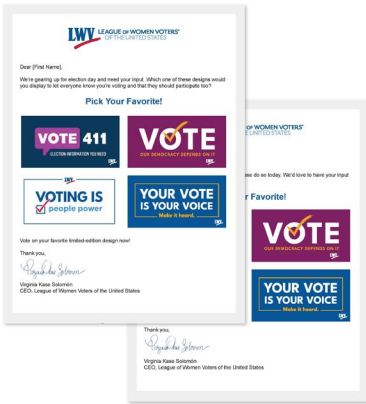 LWV LEAGUE OF WOMEN VOTERS®
OF THE UNITED STATES
Dear [First Name],
We're gearing up for election day and need your input. Which one of these designs would
you display to let everyone know you're voting and that they should participate too?
Pick Your Favorite!
VOTE 411
ELECTION INFORMATION YOU NEED
LWV
VOTE
OUR DEMOCRACY DEPENDS ON IT
LWV
LWV
VOTING IS
people power
YOUR VOTE
IS YOUR VOICE
Make it heard.
LWV
Vote on your favorite limited-edition design now!
Thank you,
Virginia Kase Solomón
CEO, League of Women Voters of the United States
OF WOMEN VOTERS®
UNITED STATES
do so today. We'd love to have your input
Favorite!
VOTE
OUR DEMOCRACY DEPENDS ON IT
LWV
YOUR VOTE
IS YOUR VOICE
Make it heard.
LWV
Thank you,
Virginia Kase Solomón
CEO, League of Women Voters of the United States